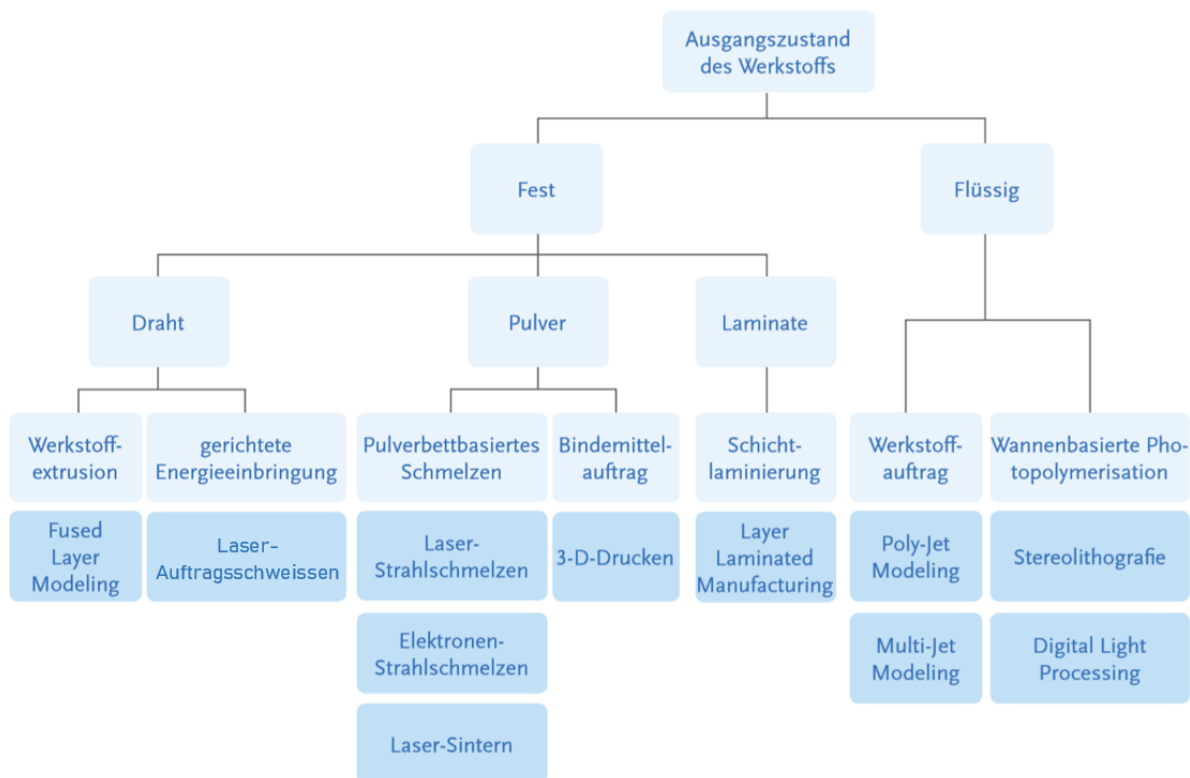 Ausgangszustand
des Werkstoffs
Fest
Flüssig
Draht
Pulver
Laminate
Werkstoff-
extrusion
gerichtete
Energieeinbringung
Pulverbettbasiertes
Schmelzen
Bindemittel-
auftrag
Schicht-
laminierung
Werkstoff-
auftrag
Wannenbasierte Pho-
topolymerisation
Fused
Layer
Modeling
Laser-
Auftragsschweissen
Laser-
Strahlschmelzen
3-D-Drucken
Layer
Laminated
Manufacturing
Poly-Jet
Modeling
Stereolithografie
Elektronen-
Strahlschmelzen
Multi-Jet
Modeling
Digital Light
Processing
Laser-Sintern